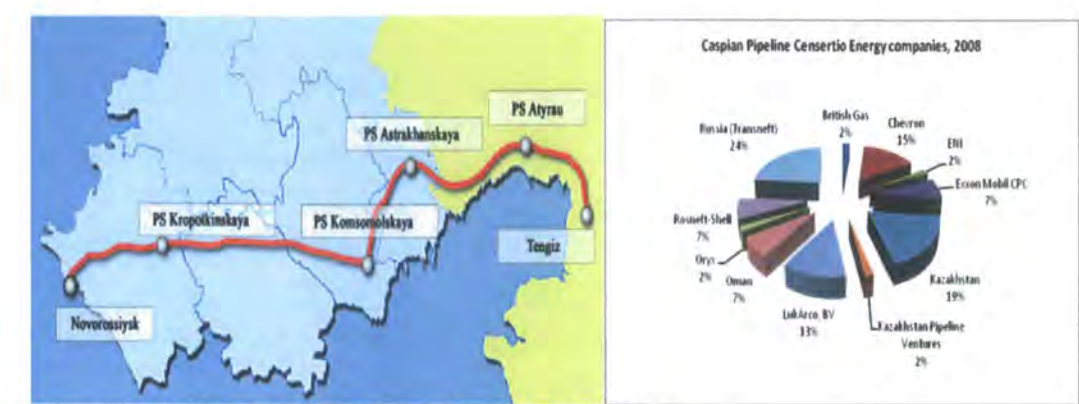 PS Atyrau
PS Astrakhanskaya
PS Kropotkinskaya
PS Komsomolskaya
Tengiz
Novorossiysk
Caspian Pipeline Censertio Energy companies, 2008
British Gas
2%
Chevron
15%
ENI
2%
Exxon Mobil CPC
7%
Kazakhstan
19%
Kazakhstan Pipeline
Ventures
2%
LukArco, BV
13%
Oman
7%
Oryx
2%
Rosneft-Shell
7%
Russia (Transneft)
24%